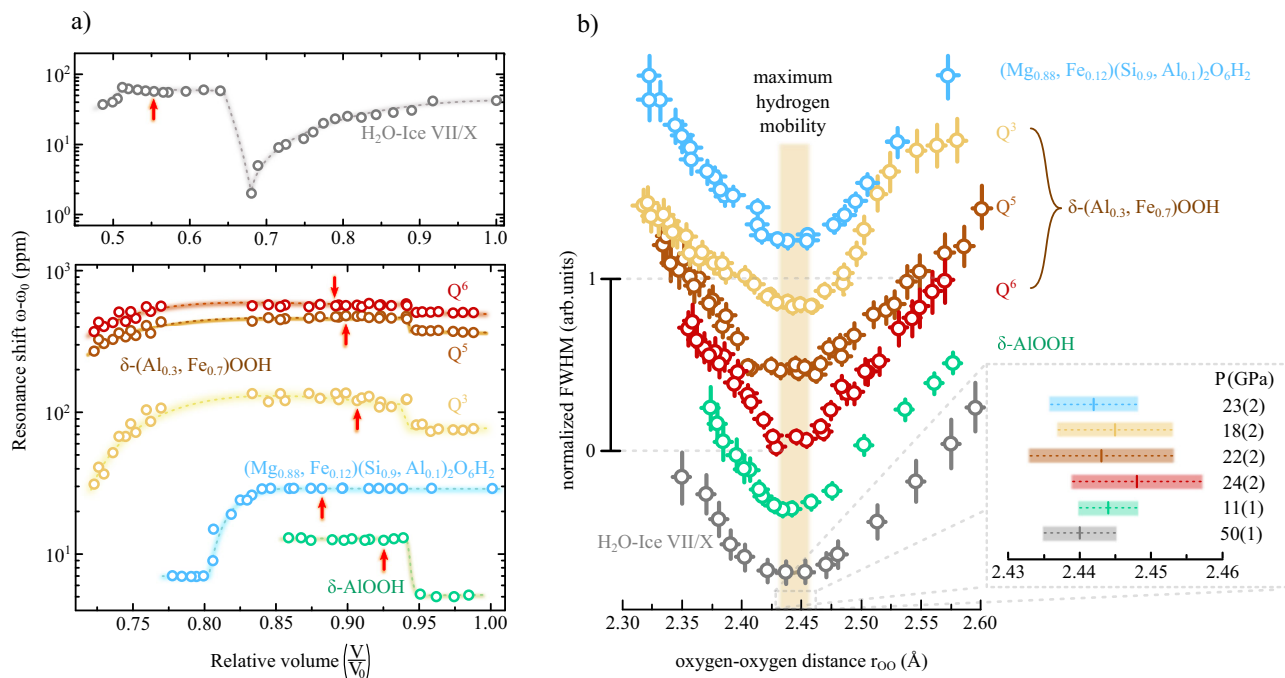 a)
Resonance shift ω-ω₀ (ppm)
10²
10¹
10⁰
H₂O-Ice VII/X
0.5 0.6 0.7 0.8 0.9 1.0
10³
10²
10¹
Q⁶
Q⁵
δ-(Al₀.₃, Fe₀.₇)OOH
Q³
(Mg₀.₈₈, Fe₀.₁₂)(Si₀.₉, Al₀.₁)₂O₆H₂
δ-AlOOH
0.75 0.80 0.85 0.90 0.95 1.00
Relative volume (V/V₀)
b)
normalized FWHM (arb.units)
1
0
maximum
hydrogen
mobility
(Mg₀.₈₈, Fe₀.₁₂)(Si₀.₉, Al₀.₁)₂O₆H₂
Q³
Q⁵
δ-(Al₀.₃, Fe₀.₇)OOH
Q⁶
δ-AlOOH
H₂O-Ice VII/X
P (GPa)
23(2)
18(2)
22(2)
24(2)
11(1)
50(1)
2.43 2.44 2.45 2.46
2.30 2.35 2.40 2.45 2.50 2.55 2.60
oxygen-oxygen distance r_OO (Å)